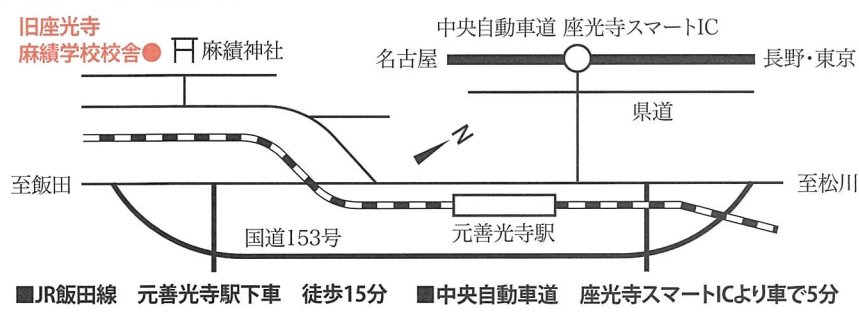 旧座光寺
麻績学校校舎
麻績神社
中央自動車道 座光寺スマートIC
名古屋
長野・東京
県道
N
至飯田
至松川
国道153号
元善光寺駅
■JR飯田線 元善光寺駅下車 徒歩15分 ■中央自動車道 座光寺スマートICより車で5分